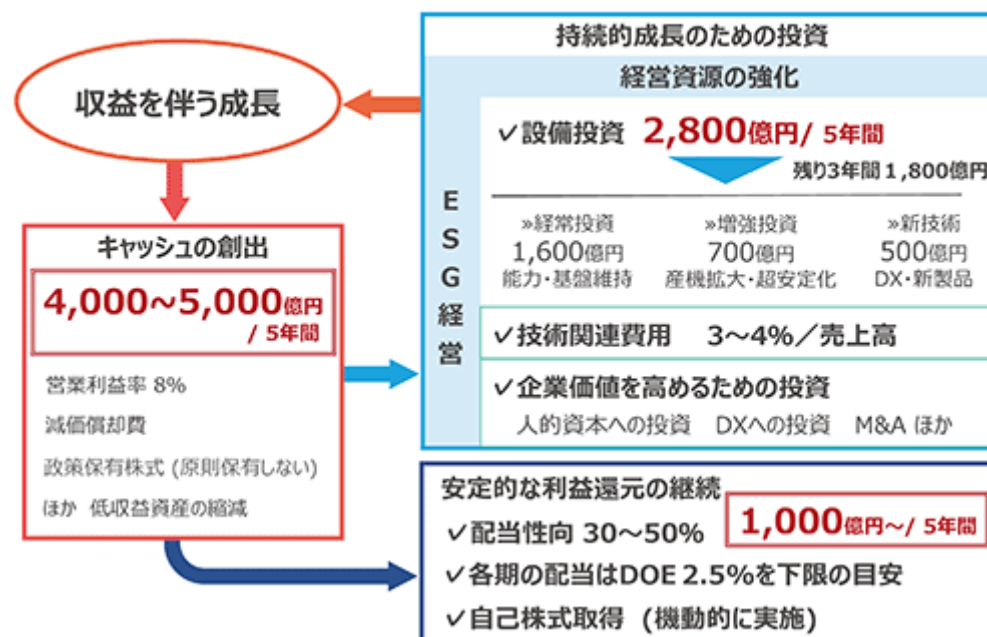 収益を伴う成長
キャッシュの創出
4,000～5,000億円
/ 5年間
営業利益率 8%
減価償却費
政策保有株式 (原則保有しない)
ほか 低収益資産の縮減
持続的成長のための投資
経営資源の強化
ESG経営
✓設備投資 2,800億円/ 5年間
残り3年間 1,800億円
»経常投資 »増強投資 »新技術
1,600億円 700億円 500億円
能力・基盤維持 産機拡大・超安定化 DX・新製品
✓技術関連費用 3～4%／売上高
✓企業価値を高めるための投資
人的資本への投資 DXへの投資 M&A ほか
安定的な利益還元の継続
1,000億円～/ 5年間
✓配当性向 30～50%
✓各期の配当はDOE 2.5%を下限の目安
✓自己株式取得 (機動的に実施)